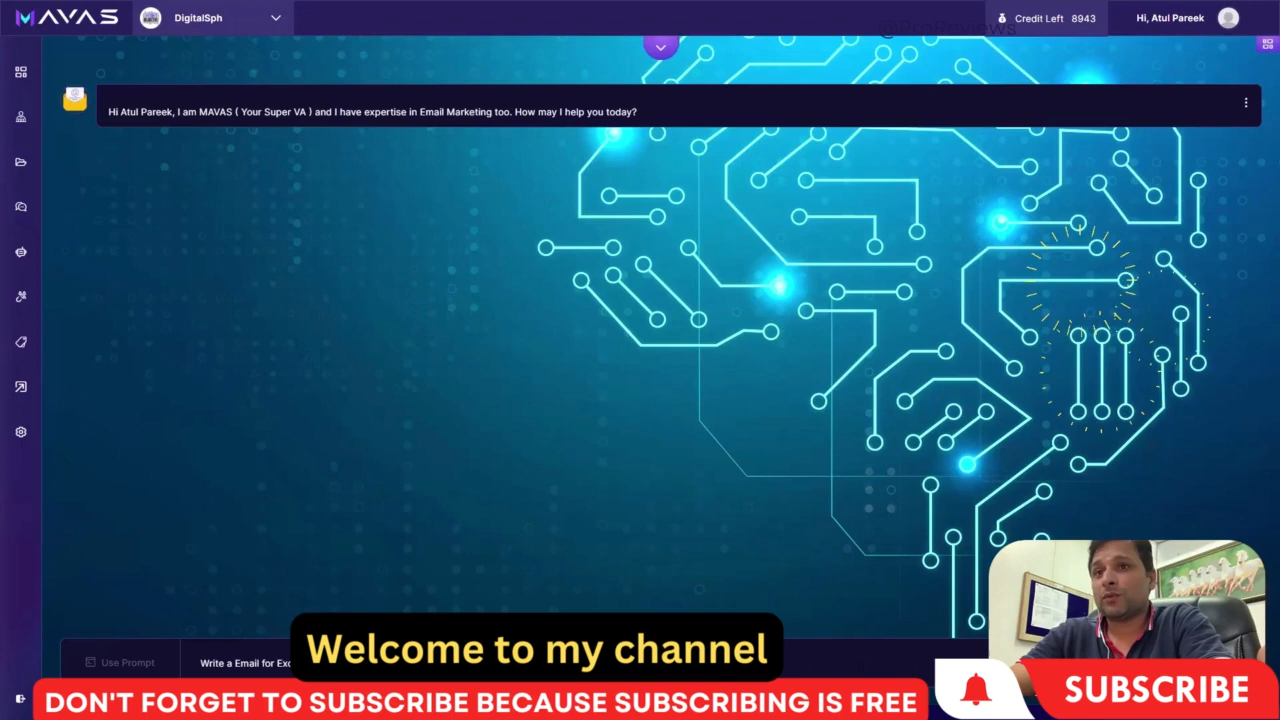 MAVAS
DigitalSph
Credit Left 8943
Hi, Atul Pareek
Hi Atul Pareek, I am MAVAS ( Your Super VA ) and I have expertise in Email Marketing too. How may I help you today?
Use Prompt
Write a Email for Exc
Welcome to my channel
DON'T FORGET TO SUBSCRIBE BECAUSE SUBSCRIBING IS FREE
SUBSCRIBE